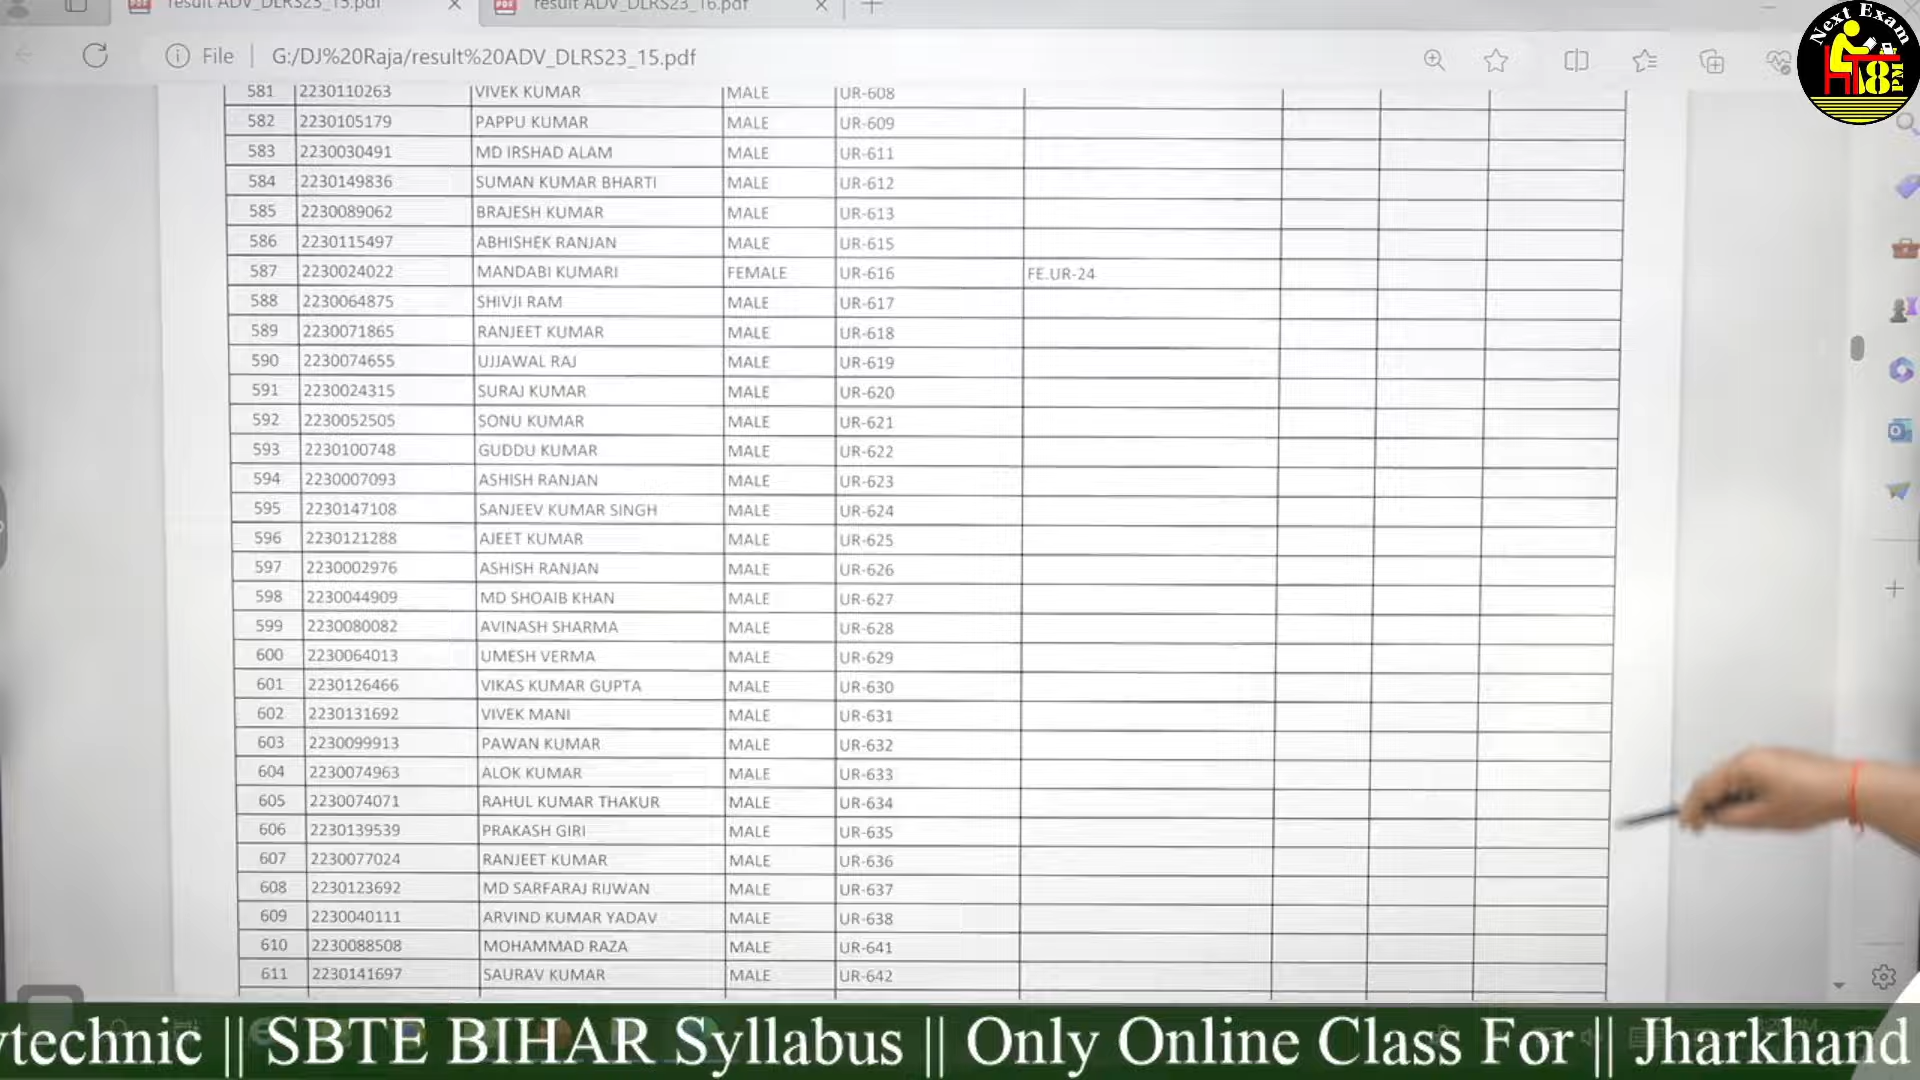 result ADV_DLRS23_15.pdf
result ADV_DLRS23_16.pdf
File
G:/DJ%20Raja/result%20ADV_DLRS23_15.pdf
Next Exam
8 PM
581 2230110263 VIVEK KUMAR MALE UR-608
582 2230105179 PAPPU KUMAR MALE UR-609
583 2230030491 MD IRSHAD ALAM MALE UR-611
584 2230149836 SUMAN KUMAR BHARTI MALE UR-612
585 2230089062 BRAJESH KUMAR MALE UR-613
586 2230115497 ABHISHEK RANJAN MALE UR-615
587 2230024022 MANDABI KUMARI FEMALE UR-616 FE.UR-24
588 2230064875 SHIVJI RAM MALE UR-617
589 2230071865 RANJEET KUMAR MALE UR-618
590 2230074655 UJJAWAL RAJ MALE UR-619
591 2230024315 SURAJ KUMAR MALE UR-620
592 2230052505 SONU KUMAR MALE UR-621
593 2230100748 GUDDU KUMAR MALE UR-622
594 2230007093 ASHISH RANJAN MALE UR-623
595 2230147108 SANJEEV KUMAR SINGH MALE UR-624
596 2230121288 AJEET KUMAR MALE UR-625
597 2230002976 ASHISH RANJAN MALE UR-626
598 2230044909 MD SHOAIB KHAN MALE UR-627
599 2230080082 AVINASH SHARMA MALE UR-628
600 2230064013 UMESH VERMA MALE UR-629
601 2230126466 VIKAS KUMAR GUPTA MALE UR-630
602 2230131692 VIVEK MANI MALE UR-631
603 2230099913 PAWAN KUMAR MALE UR-632
604 2230074963 ALOK KUMAR MALE UR-633
605 2230074071 RAHUL KUMAR THAKUR MALE UR-634
606 2230139539 PRAKASH GIRI MALE UR-635
607 2230077024 RANJEET KUMAR MALE UR-636
608 2230123692 MD SARFARAJ RIJWAN MALE UR-637
609 2230040111 ARVIND KUMAR YADAV MALE UR-638
610 2230088508 MOHAMMAD RAZA MALE UR-641
611 2230141697 SAURAV KUMAR MALE UR-642
ytechnic || SBTE BIHAR Syllabus || Only Online Class For || Jharkhand